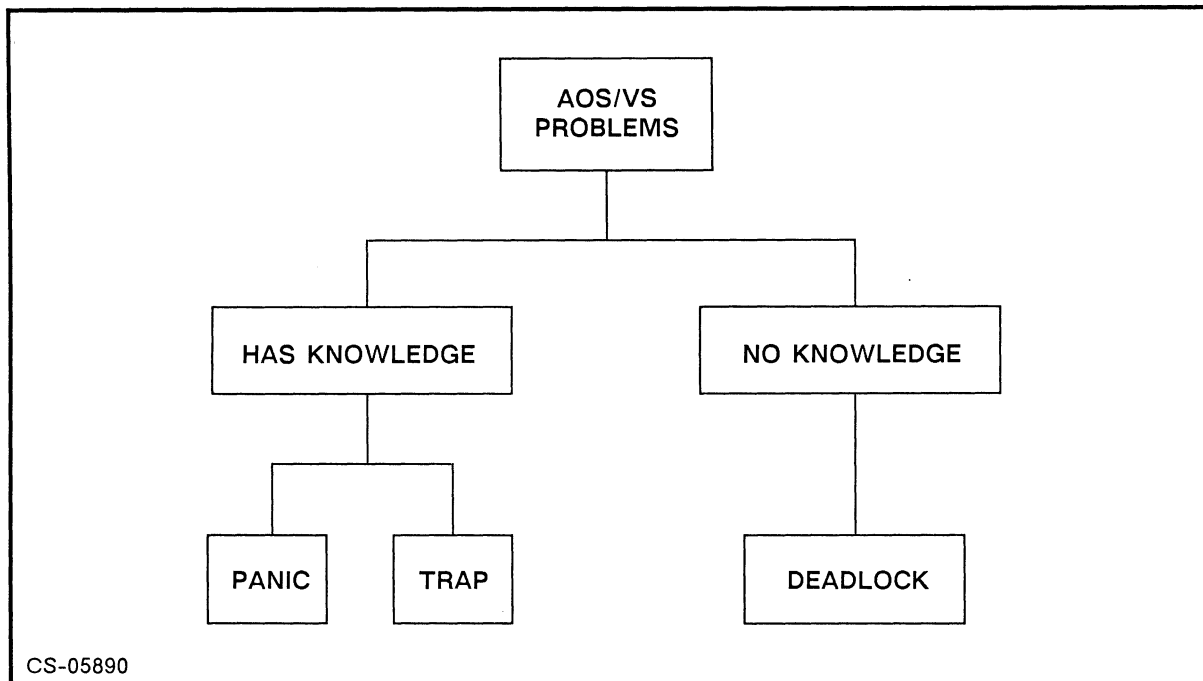 AOS/VS
PROBLEMS
HAS KNOWLEDGE
NO KNOWLEDGE
PANIC
TRAP
DEADLOCK
CS-05890